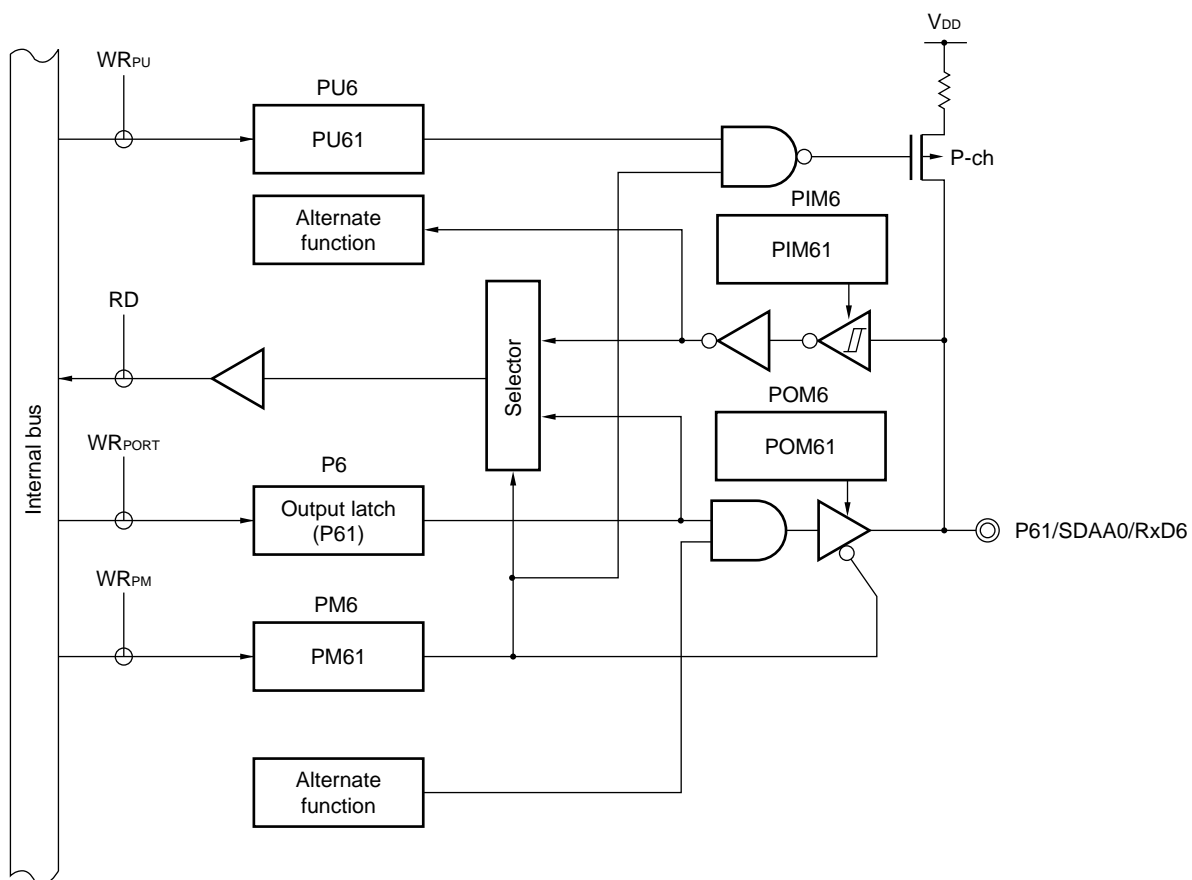 VDD
WRPU
PU6
PU61
P-ch
PIM6
Alternate
function
PIM61
RD
Selector
POM6
POM61
Internal bus
WRPORT
P6
Output latch
(P61)
P61/SDAA0/RxD6
WRPM
PM6
PM61
Alternate
function